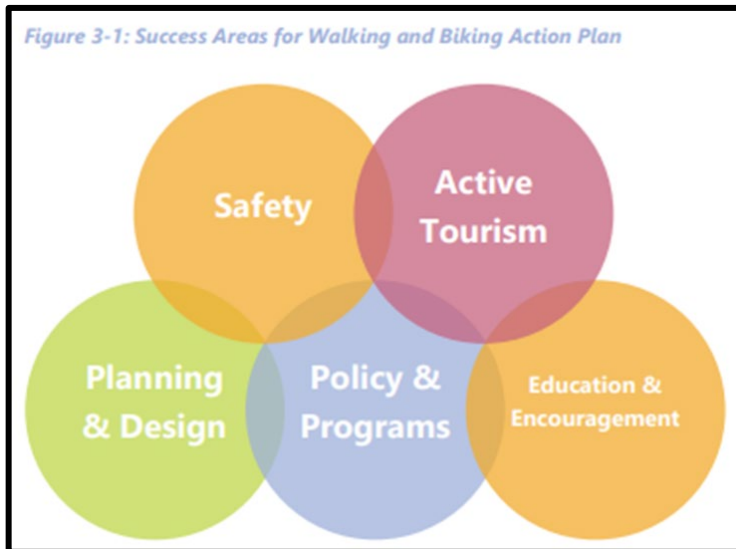 Figure 3-1: Success Areas for Walking and Biking Action Plan
Safety
Active
Tourism
Planning
& Design
Policy &
Programs
Education &
Encouragement